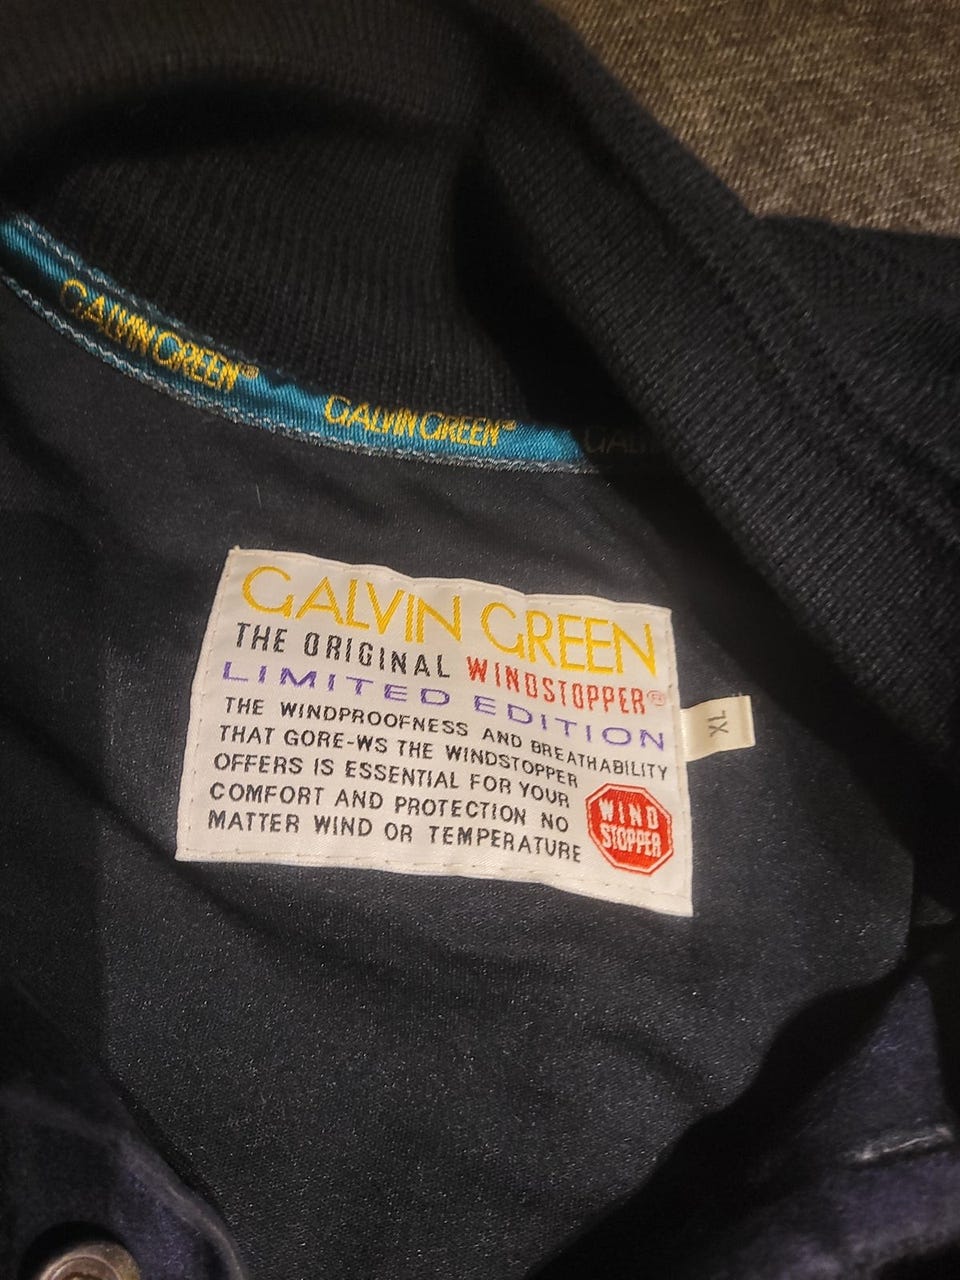 GALVIN GREEN®
GALVIN GREEN®
GALVIN GREEN
THE ORIGINAL WINDSTOPPER®
LIMITED EDITION
THE WINDPROOFNESS AND BREATHABILITY
THAT GORE-WS THE WINDSTOPPER
OFFERS IS ESSENTIAL FOR YOUR
COMFORT AND PROTECTION NO
MATTER WIND OR TEMPERATURE
WIND
STOPPER
XL